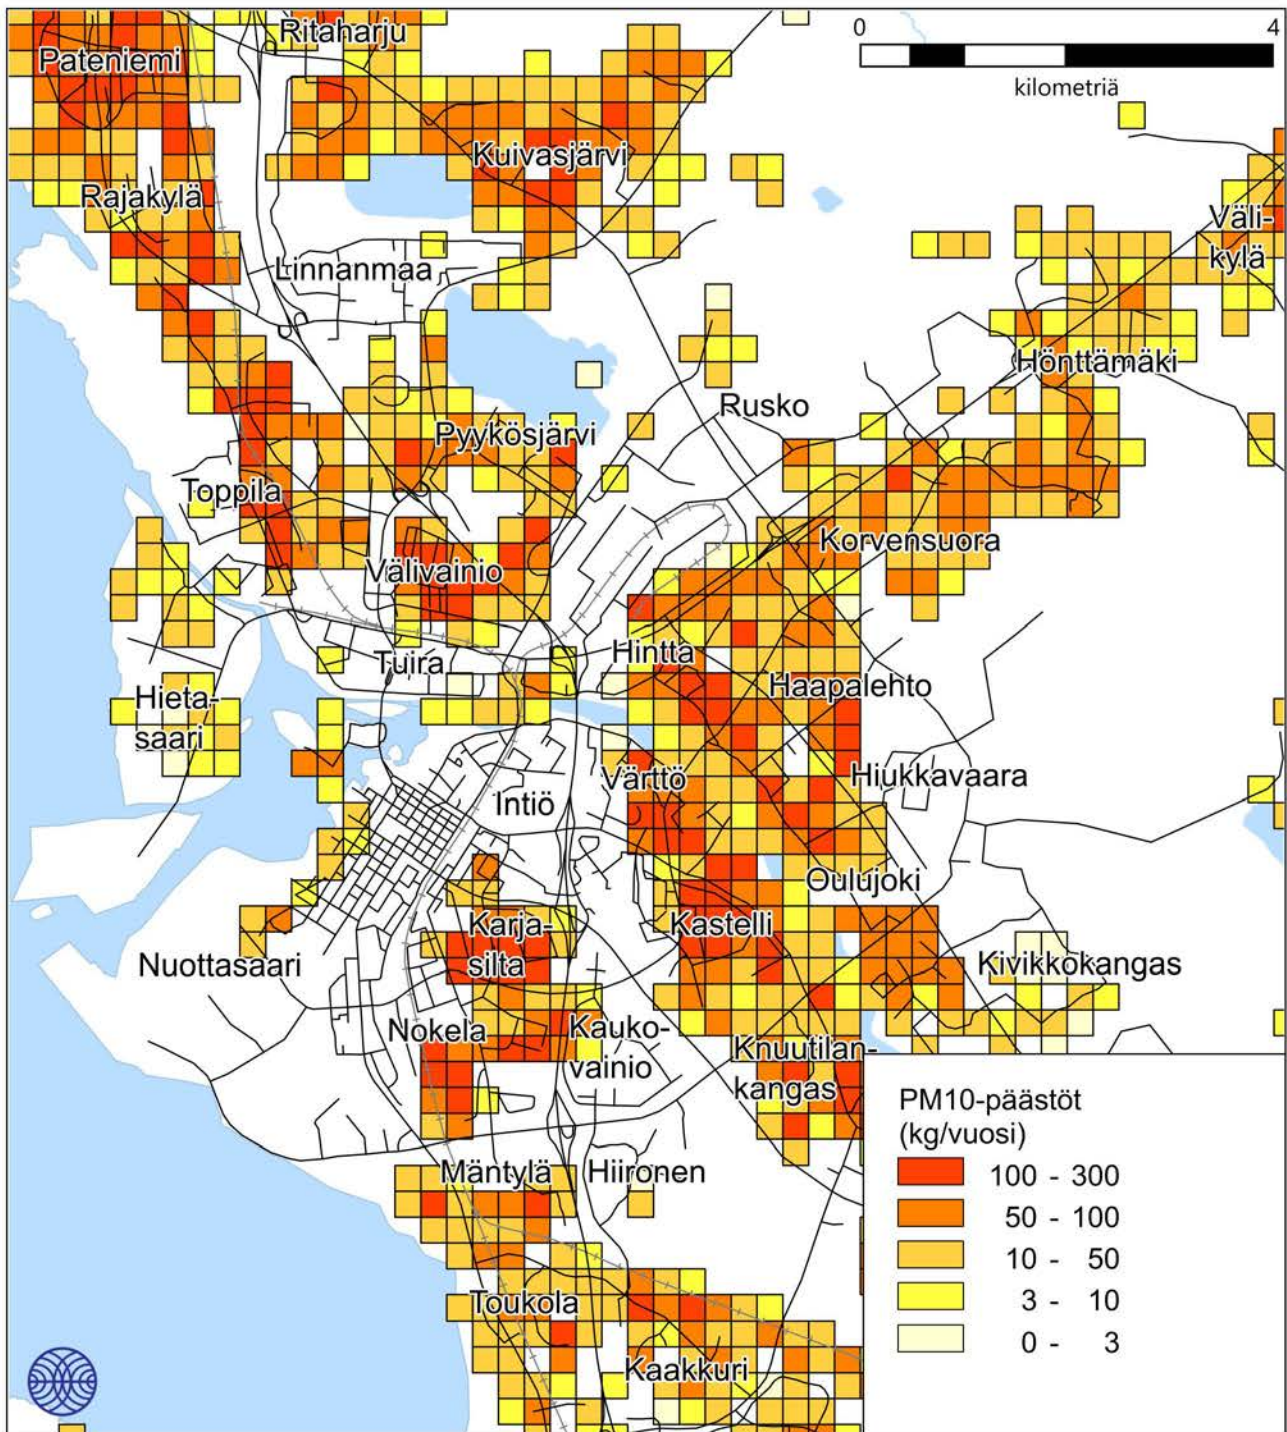 Ritaharju
0
4
Pateniemi
kilometriä
Kuivasjärvi
Rajakylä
Väli-
kylä
Linnanmaa
Hönttämäki
Rusko
Pyykösjärvi
Toppila
Korvensuora
Välivainio
Tuira
Hintta
Haapalehto
Hieta-
saari
Värttö
Hiukkavaara
Intiö
Oulujoki
Karja-
silta
Kastelli
Nuottasaari
Kivikkokangas
Nokela
Kauko-
vainio
Knuutilan-
kangas
PM10-päästöt
(kg/vuosi)
100 - 300
50 - 100
10 - 50
3 - 10
0 - 3
Mäntylä
Hiironen
Toukola
Kaakkuri